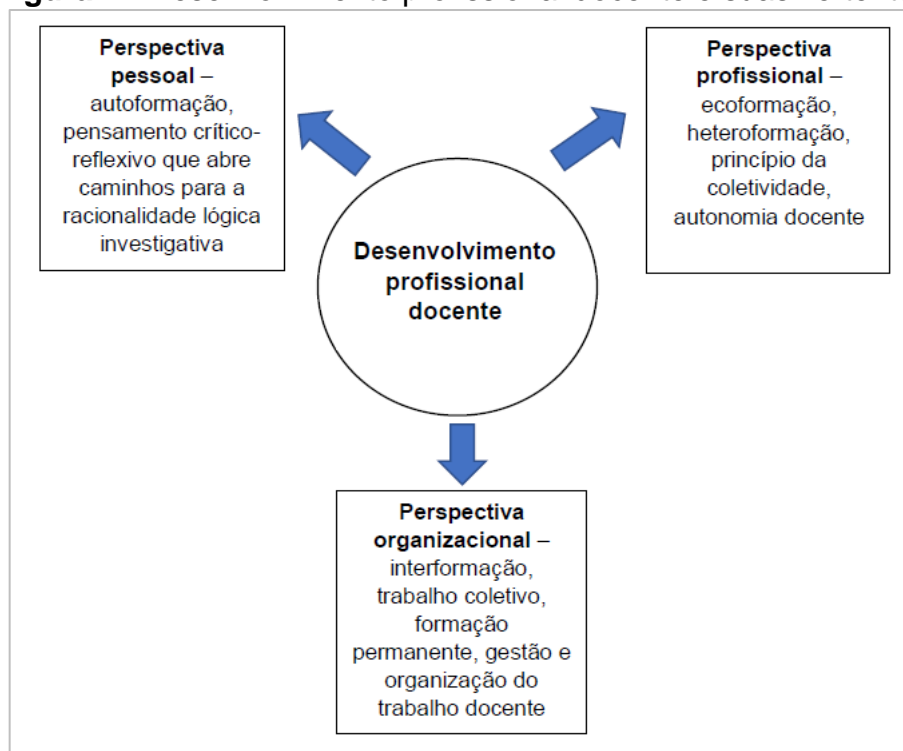 Perspectiva
pessoal –
autoformação,
pensamento crítico-
reflexivo que abre
caminhos para a
racionalidade lógica
investigativa
Perspectiva
profissional –
ecoformação,
heteroformação,
princípio da
coletividade,
autonomia docente
Desenvolvimento
profissional
docente
Perspectiva
organizacional –
interformação,
trabalho coletivo,
formação
permanente, gestão e
organização do
trabalho docente